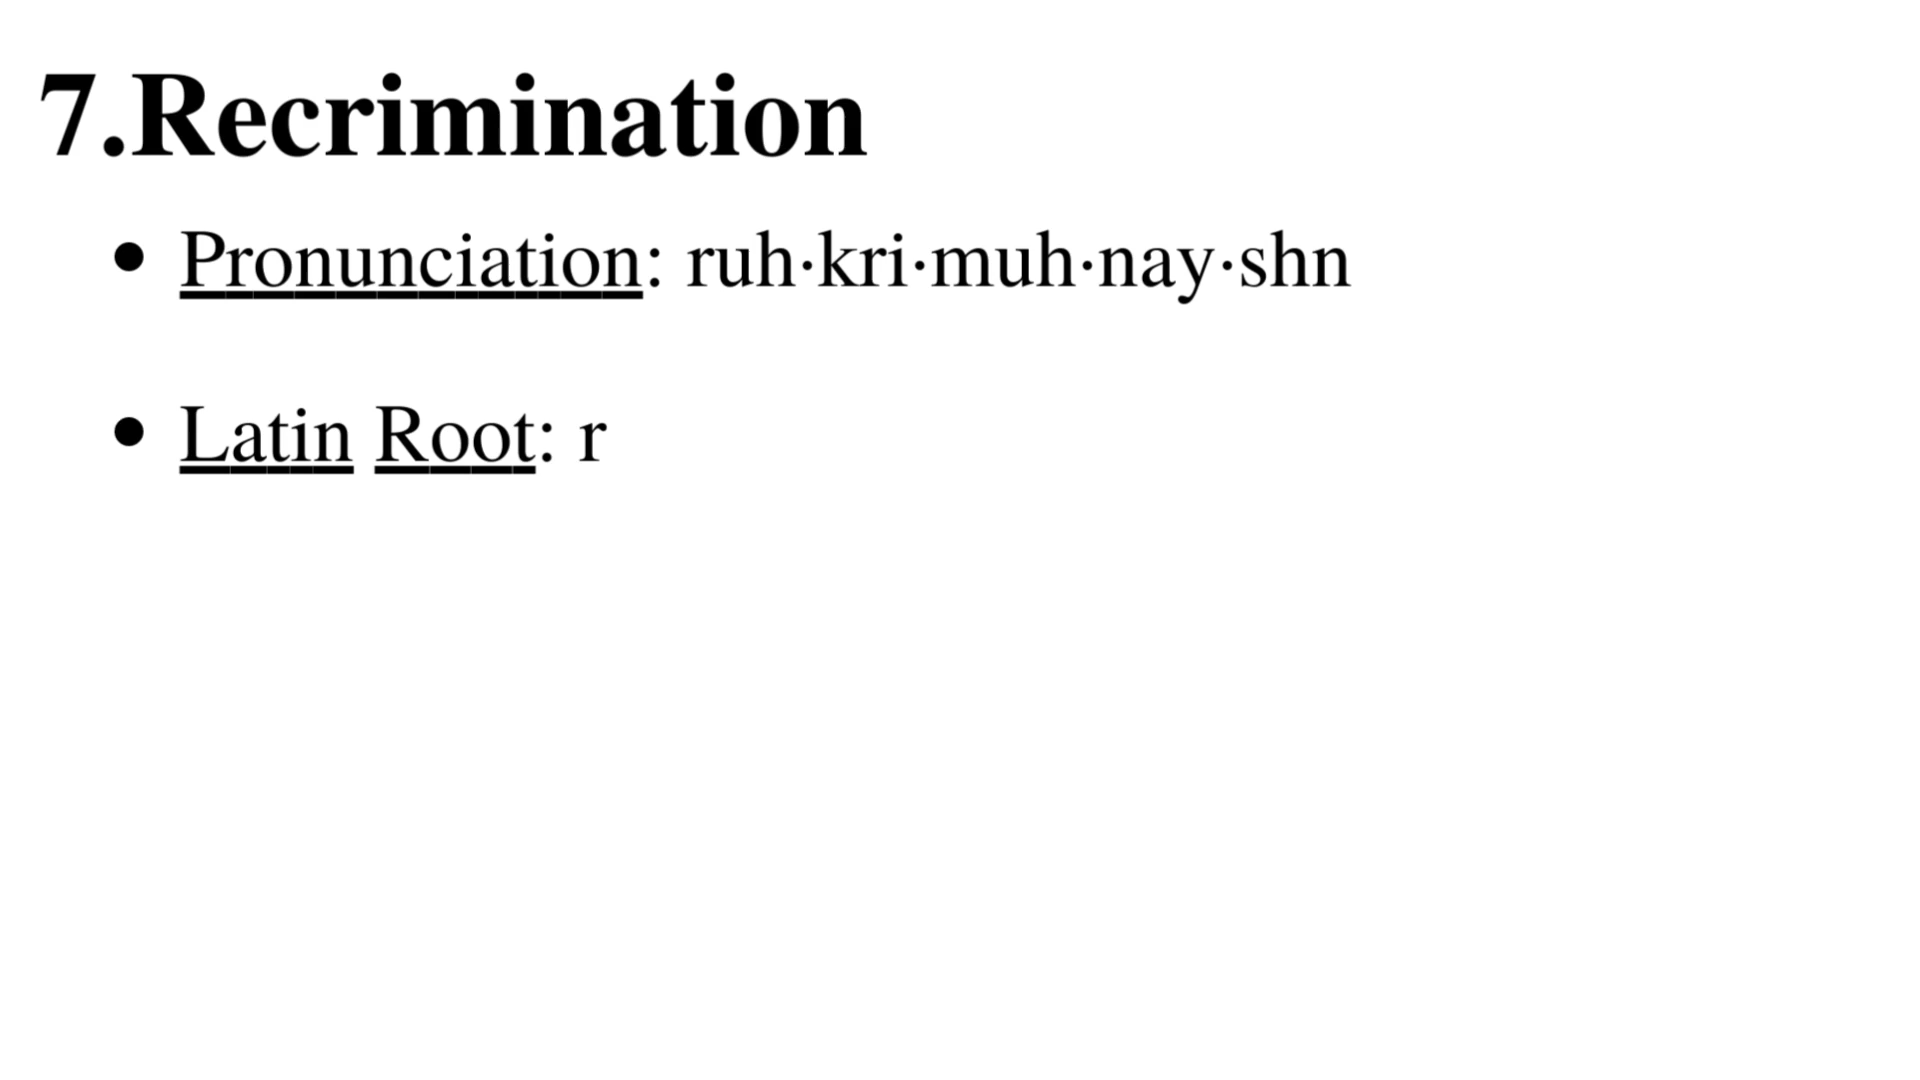 7.Recrimination
• Pronunciation: ruh·kri·muh·nay·shn
• Latin Root: r